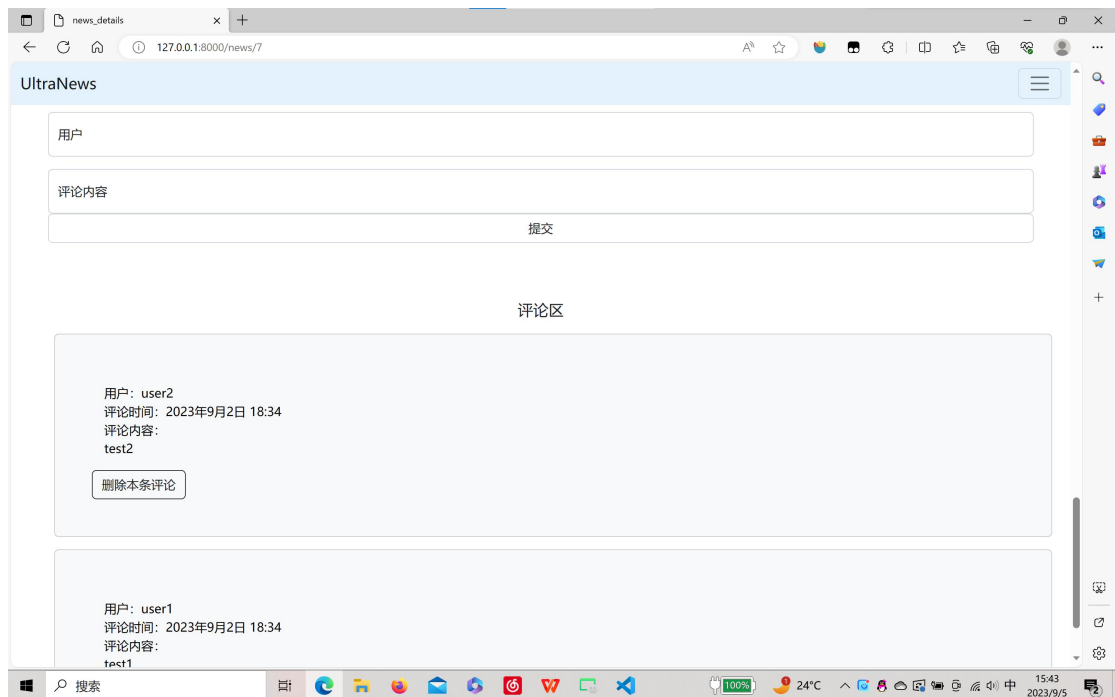 news_details
127.0.0.1:8000/news/7
UltraNews
用户
评论内容
提交
评论区
用户：user2
评论时间：2023年9月2日 18:34
评论内容：
test2
删除本条评论
用户：user1
评论时间：2023年9月2日 18:34
评论内容：
test1
搜索
100%
24°C
中
15:43
2023/9/5